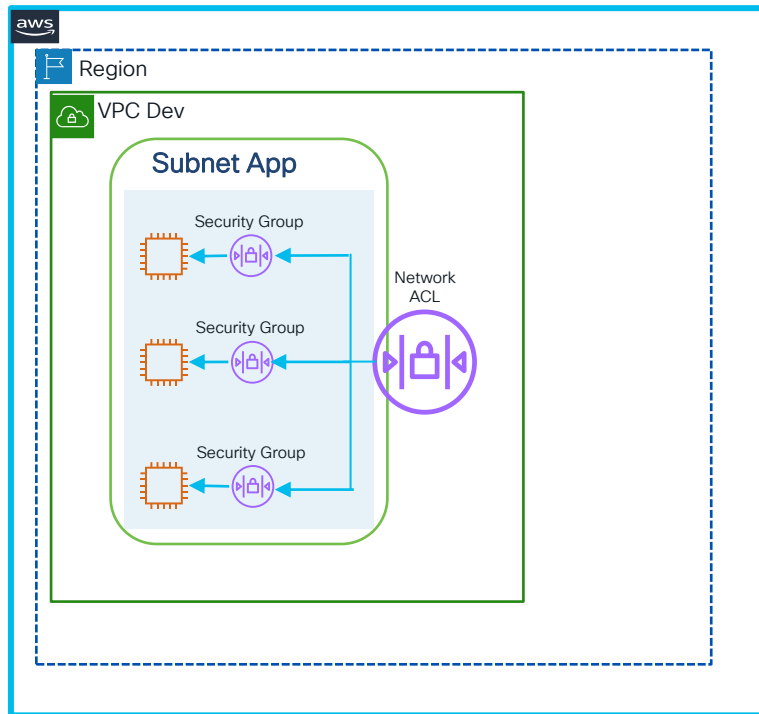 aws
Region
VPC Dev
Subnet App
Security Group
Network
ACL
Security Group
Security Group